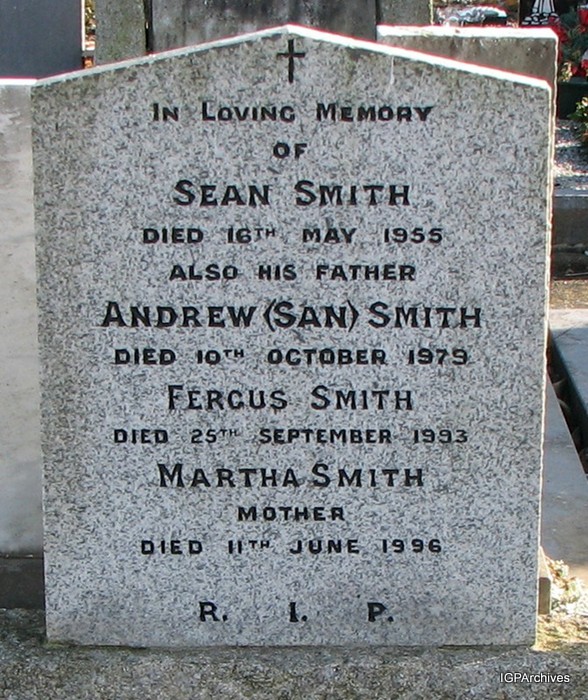 In Loving Memory
OF
SEAN SMITH
DIED 16TH MAY 1955
ALSO HIS FATHER
ANDREW (SAN) SMITH
DIED 10TH OCTOBER 1979
FERGUS SMITH
DIED 25TH SEPTEMBER 1993
MARTHA SMITH
MOTHER
DIED 11TH JUNE 1996
R. I. P.
IGPArchives